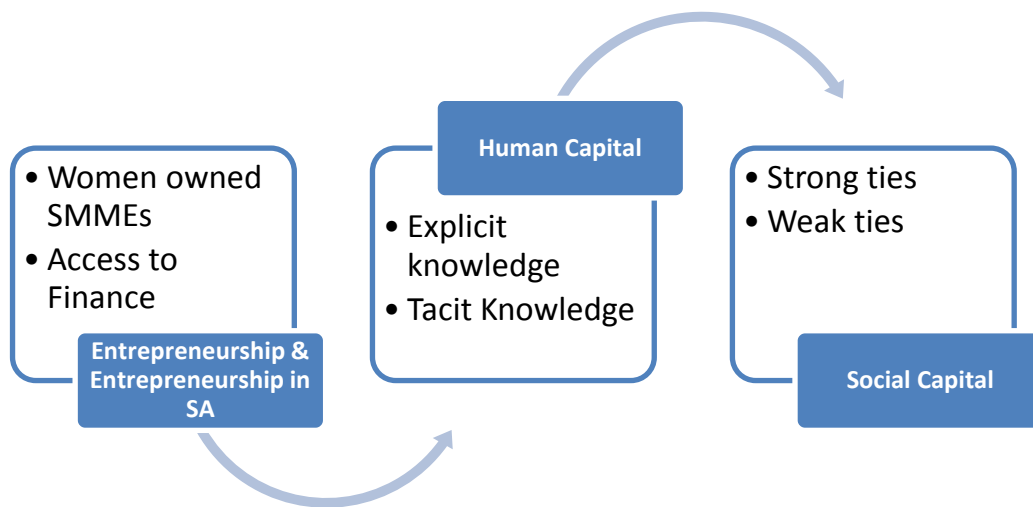 • Women owned
SMMEs
• Access to
Finance
Entrepreneurship &
Entrepreneurship in
SA
Human Capital
• Explicit
knowledge
• Tacit Knowledge
• Strong ties
• Weak ties
Social Capital